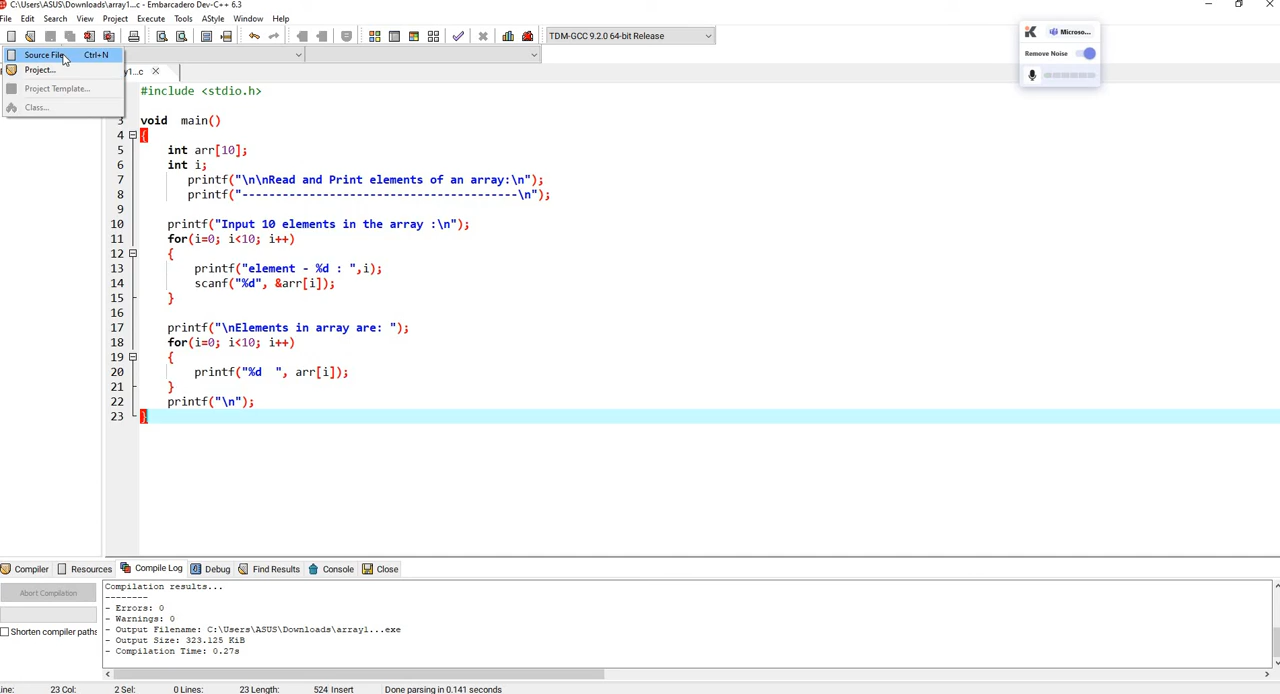 C:\Users\ASUS\Downloads\array1...c - Embarcadero Dev-C++ 6.3
File Edit Search View Project Execute Tools AStyle Window Help
TDM-GCC 9.2.0 64-bit Release
Microso...
Remove Noise
Source File Ctrl+N
Project...
Project Template...
Class...
y1...c
#include <stdio.h>
3 void  main()
4 {
5 int arr[10];
6 int i;
7 printf("\n\nRead and Print elements of an array:\n");
8 printf("-----------------------------------------\n");
9
10 printf("Input 10 elements in the array :\n");
11 for(i=0; i<10; i++)
12 {
13 printf("element - %d : ",i);
14 scanf("%d", &arr[i]);
15 }
16
17 printf("\nElements in array are: ");
18 for(i=0; i<10; i++)
19 {
20 printf("%d  ", arr[i]);
21 }
22 printf("\n");
23 }
Compiler Resources Compile Log Debug Find Results Console Close
Abort Compilation
Shorten compiler paths
Compilation results...
--------
- Errors: 0
- Warnings: 0
- Output Filename: C:\Users\ASUS\Downloads\array1...exe
- Output Size: 323.125 KiB
- Compilation Time: 0.27s
ine: 23 Col: 2 Sel: 0 Lines: 23 Length: 524 Insert Done parsing in 0.141 seconds